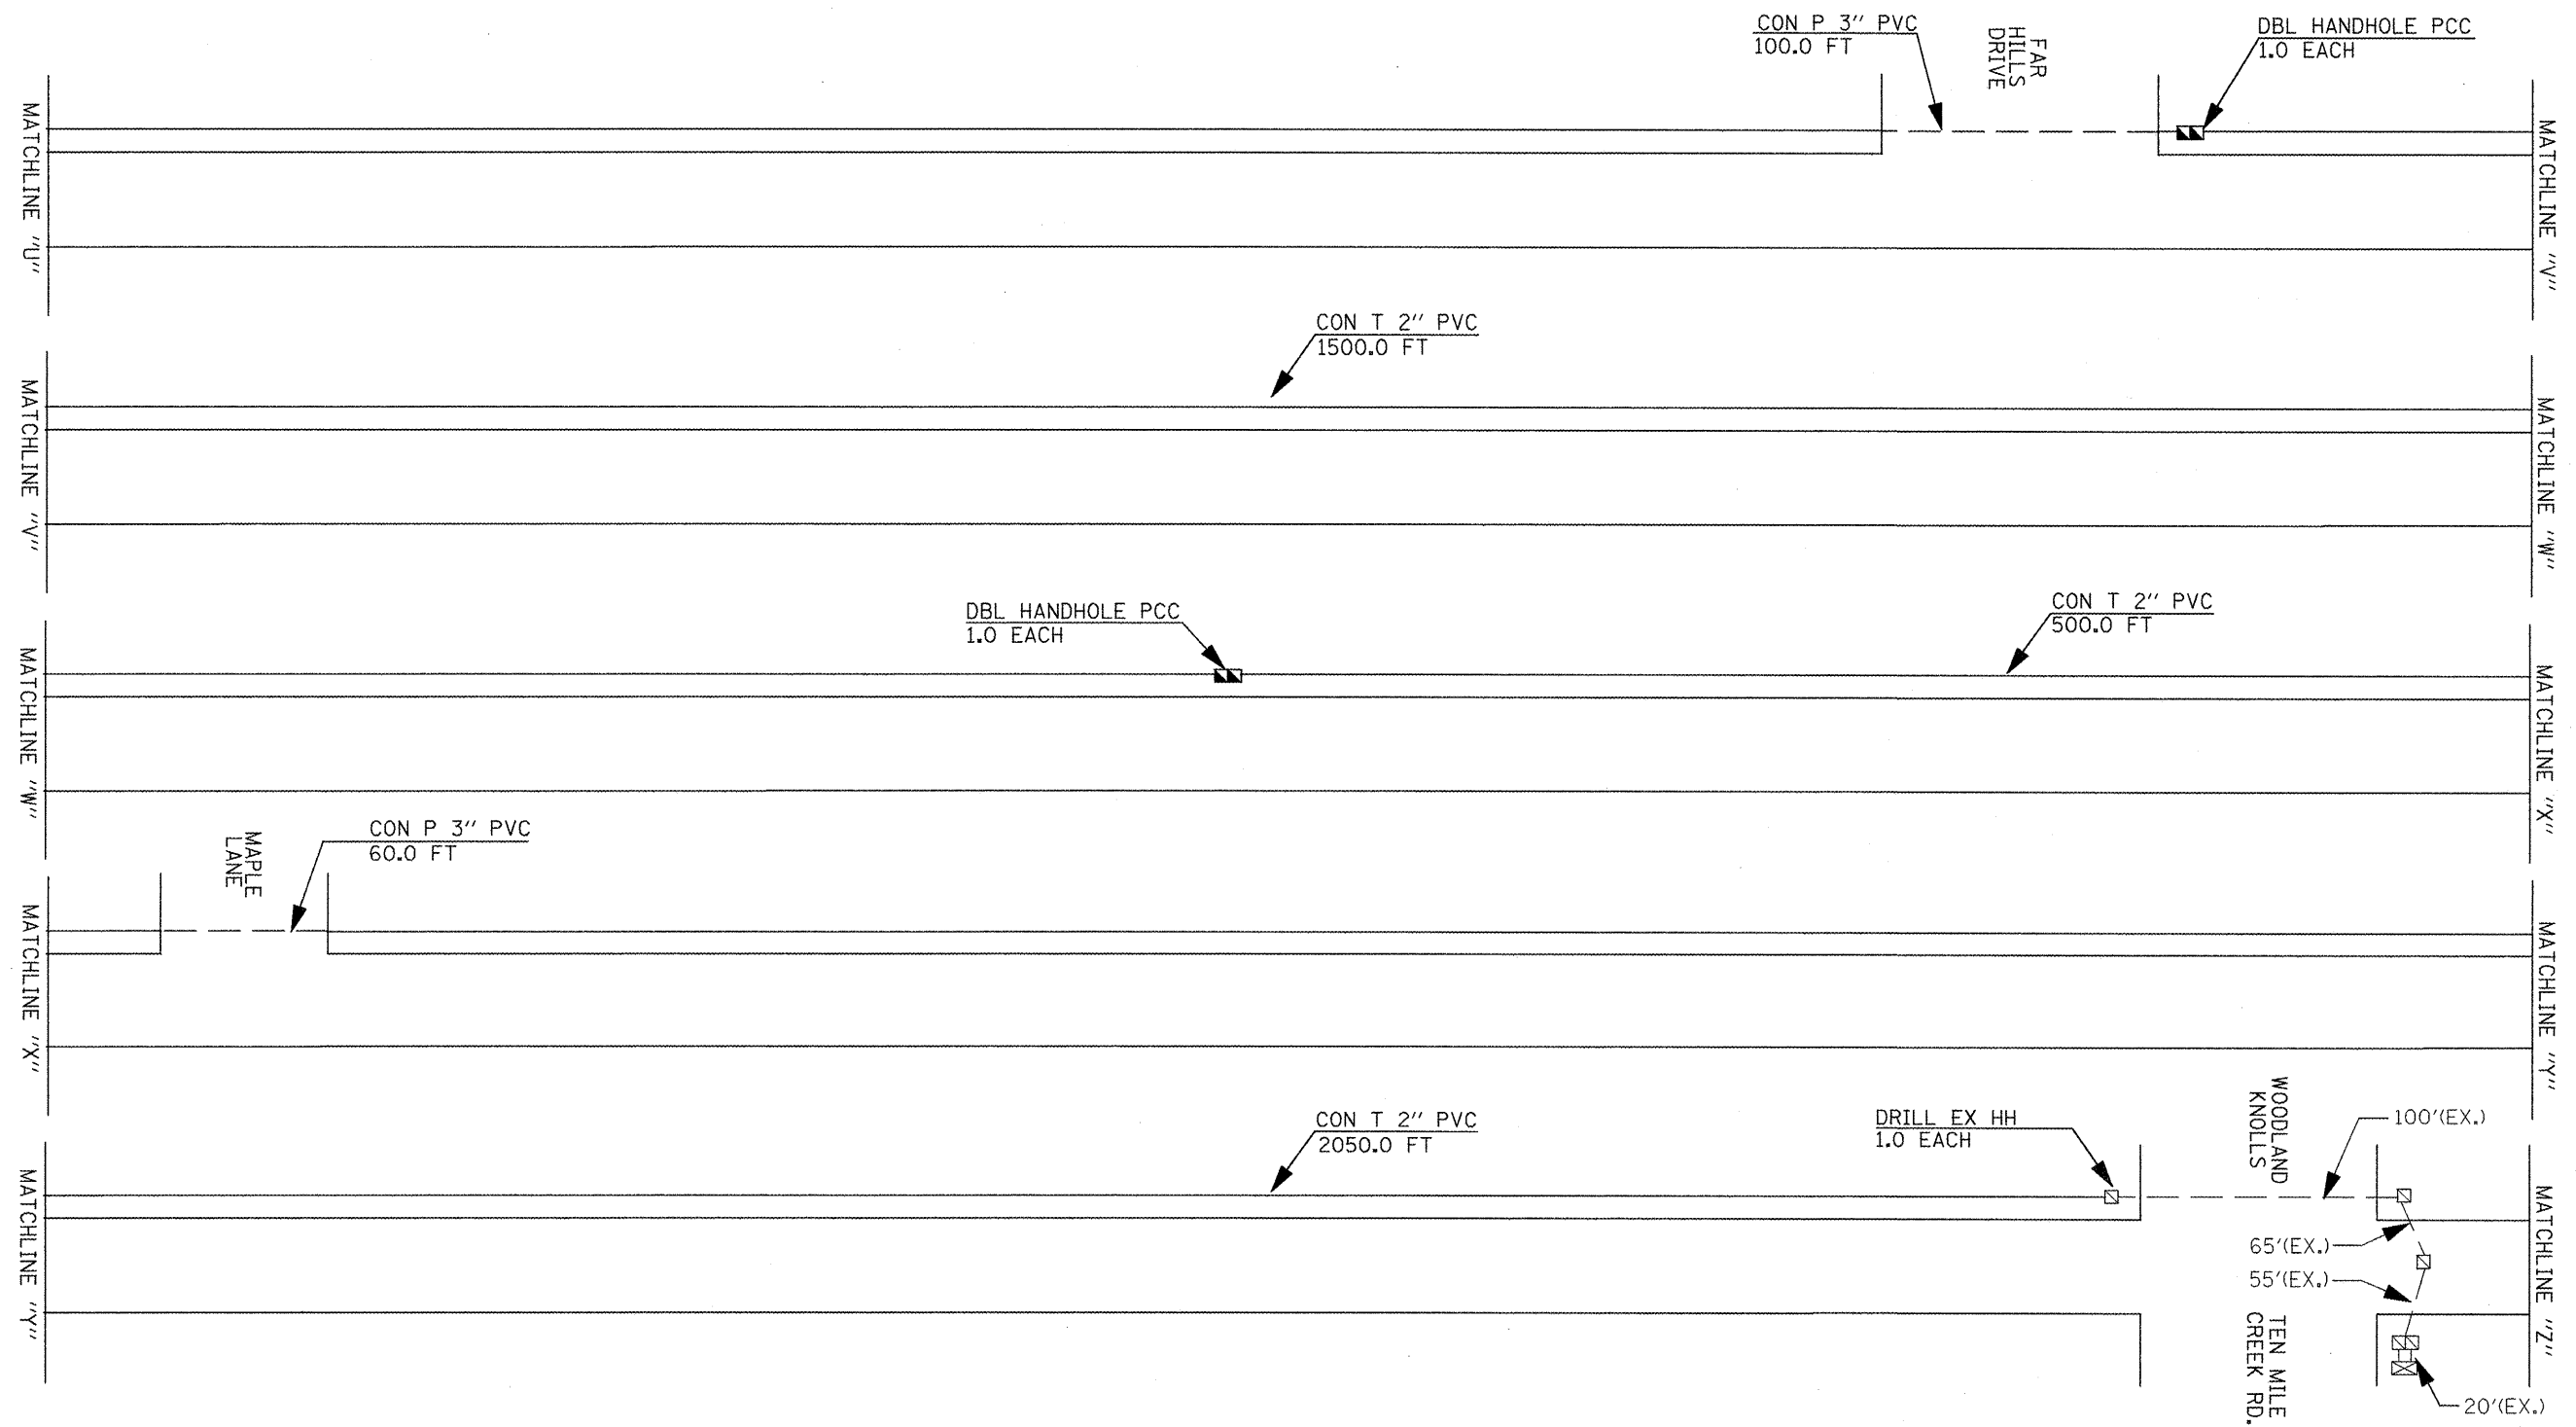 CON P 3" PVC
100.0 FT
FAR
HILLS
DRIVE
DBL HANDHOLE PCC
1.0 EACH
MATCHLINE "U"
MATCHLINE "V"
CON T 2" PVC
1500.0 FT
MATCHLINE "V"
MATCHLINE "W"
DBL HANDHOLE PCC
1.0 EACH
CON T 2" PVC
500.0 FT
MATCHLINE "W"
MATCHLINE "X"
MAPLE
LANE
CON P 3" PVC
60.0 FT
MATCHLINE "X"
MATCHLINE "Y"
CON T 2" PVC
2050.0 FT
DRILL EX HH
1.0 EACH
WOODLAND
KNOLLS
100'(EX.)
65'(EX.)
55'(EX.)
TEN MILE
CREEK RD.
20'(EX.)
MATCHLINE "Y"
MATCHLINE "Z"